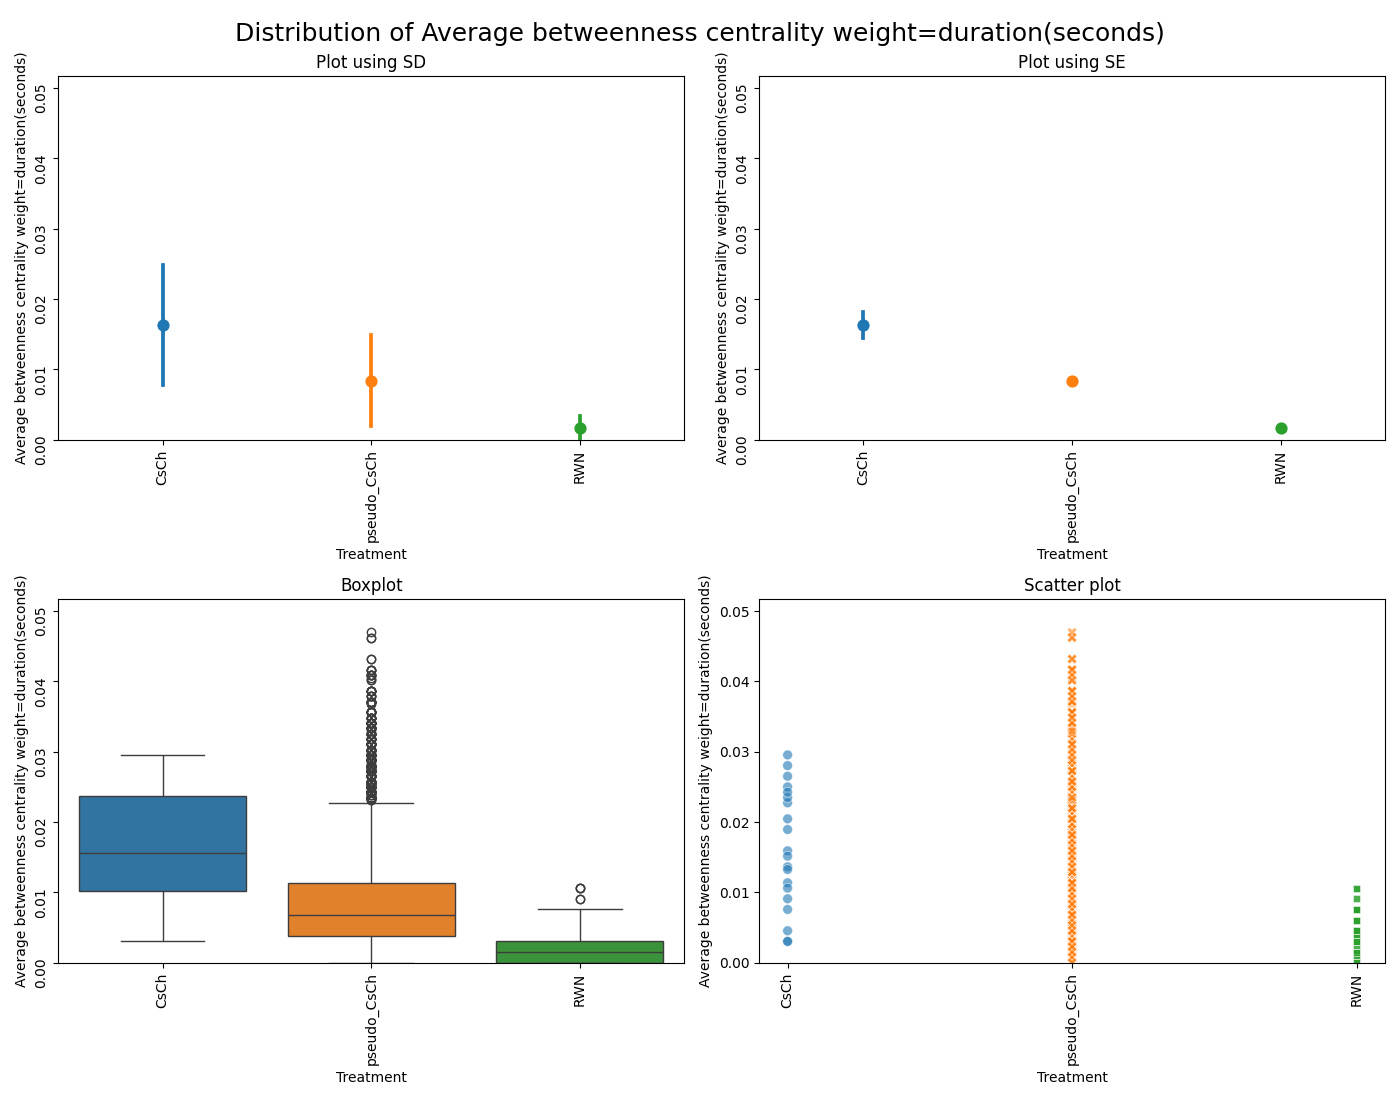 Distribution of Average betweenness centrality weight=duration(seconds)
Plot using SD
Average betweenness centrality weight=duration(seconds)
0.05
0.04
0.03
0.02
0.01
0.00
CsCh
pseudo_CsCh
RWN
Treatment
Plot using SE
Average betweenness centrality weight=duration(seconds)
0.05
0.04
0.03
0.02
0.01
0.00
CsCh
pseudo_CsCh
RWN
Treatment
Boxplot
Average betweenness centrality weight=duration(seconds)
0.05
0.04
0.03
0.02
0.01
0.00
CsCh
pseudo_CsCh
RWN
Treatment
Scatter plot
Average betweenness centrality weight=duration(seconds)
0.05
0.04
0.03
0.02
0.01
0.00
CsCh
pseudo_CsCh
RWN
Treatment